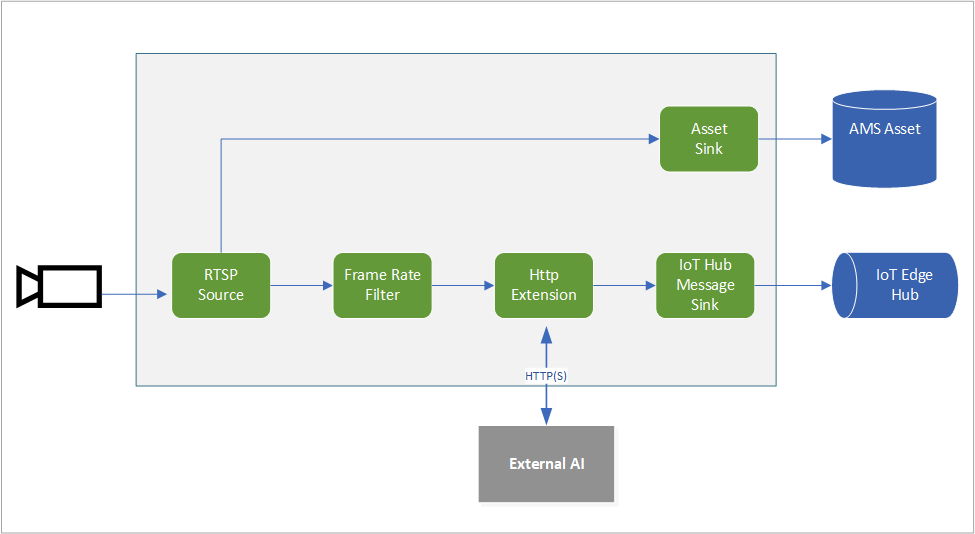 Asset
Sink
AMS Asset
RTSP
Source
Frame Rate
Filter
Http
Extension
IoT Hub
Message
Sink
IoT Edge
Hub
HTTP(S)
External AI